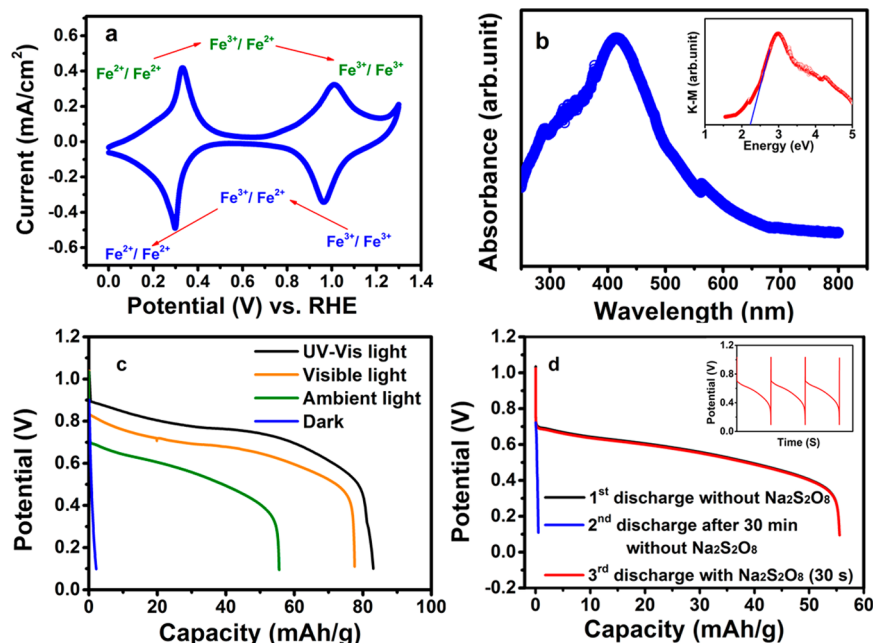 a
Fe³⁺/ Fe²⁺
Fe²⁺/ Fe²⁺
Fe³⁺/ Fe³⁺
Fe³⁺/ Fe²⁺
Fe³⁺/ Fe³⁺
Fe²⁺/ Fe²⁺
Current (mA/cm²)
0.6
0.4
0.2
0.0
-0.2
-0.4
-0.6
0.0 0.2 0.4 0.6 0.8 1.0 1.2 1.4
Potential (V) vs. RHE
b
Absorbance (arb.unit)
300 400 500 600 700 800
Wavelength (nm)
K-M (arb.unit)
1 2 3 4 5
Energy (eV)
c
UV-Vis light
Visible light
Ambient light
Dark
Potential (V)
1.2
1.0
0.8
0.6
0.4
0.2
0.0
0 20 40 60 80 100
Capacity (mAh/g)
d
1ˢᵗ discharge without Na₂S₂O₈
2ⁿᵈ discharge after 30 min
without Na₂S₂O₈
3ʳᵈ discharge with Na₂S₂O₈ (30 s)
Potential (V)
1.2
1.0
0.8
0.6
0.4
0.2
0.0
-0.2
0 10 20 30 40 50 60
Capacity (mAh/g)
Potential (V)
1.2
0.8
0.4
0.0
Time (S)